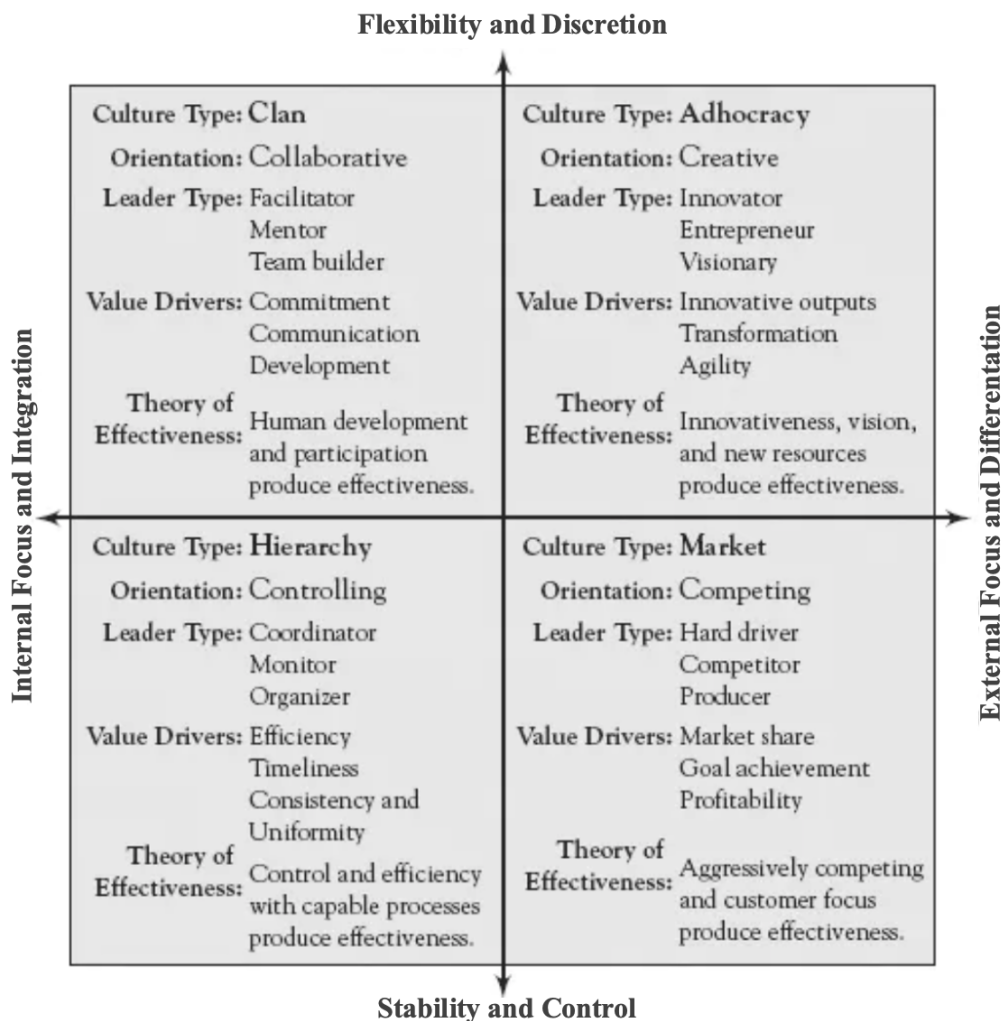 Flexibility and Discretion
Internal Focus and Integration
Culture Type: Clan
Orientation: Collaborative
Leader Type: Facilitator
Mentor
Team builder
Value Drivers: Commitment
Communication
Development
Theory of
Effectiveness: Human development
and participation
produce effectiveness.
Culture Type: Adhocracy
Orientation: Creative
Leader Type: Innovator
Entrepreneur
Visionary
Value Drivers: Innovative outputs
Transformation
Agility
Theory of
Effectiveness: Innovativeness, vision,
and new resources
produce effectiveness.
Culture Type: Hierarchy
Orientation: Controlling
Leader Type: Coordinator
Monitor
Organizer
Value Drivers: Efficiency
Timeliness
Consistency and
Uniformity
Theory of
Effectiveness: Control and efficiency
with capable processes
produce effectiveness.
Culture Type: Market
Orientation: Competing
Leader Type: Hard driver
Competitor
Producer
Value Drivers: Market share
Goal achievement
Profitability
Theory of
Effectiveness: Aggressively competing
and customer focus
produce effectiveness.
External Focus and Differentiation
Stability and Control